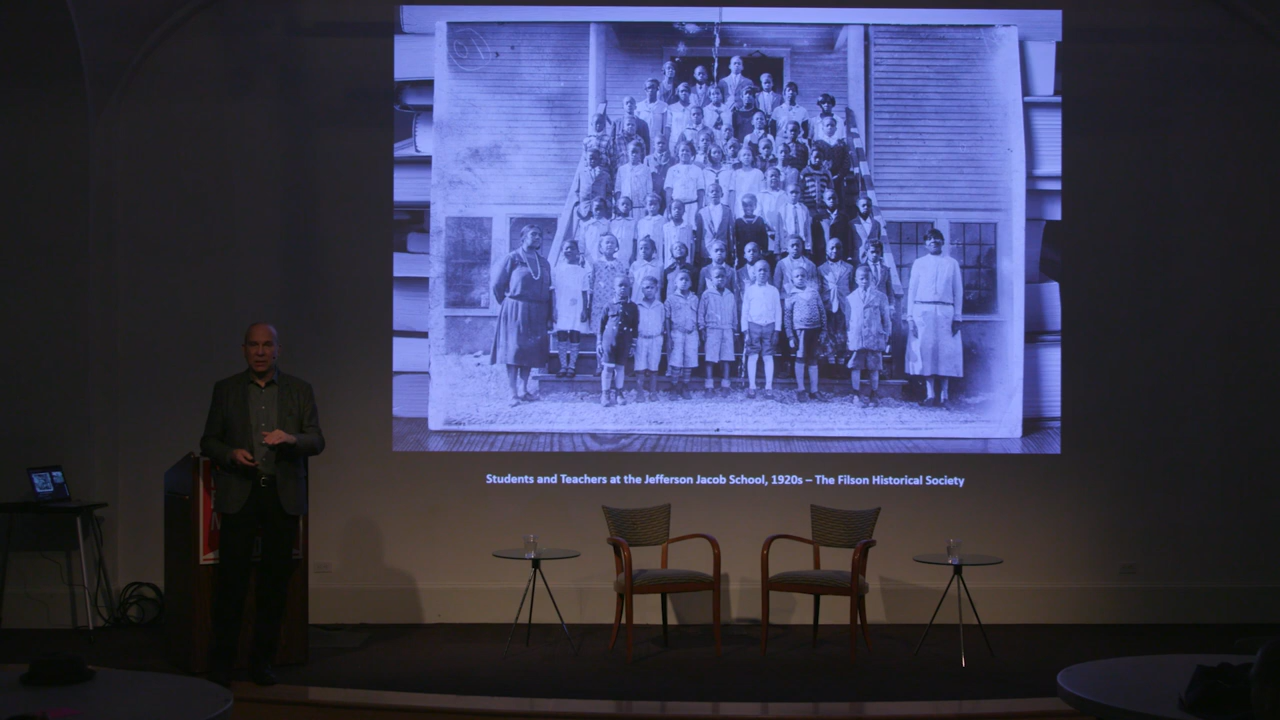 Students and Teachers at the Jefferson Jacob School, 1920s – The Filson Historical Society